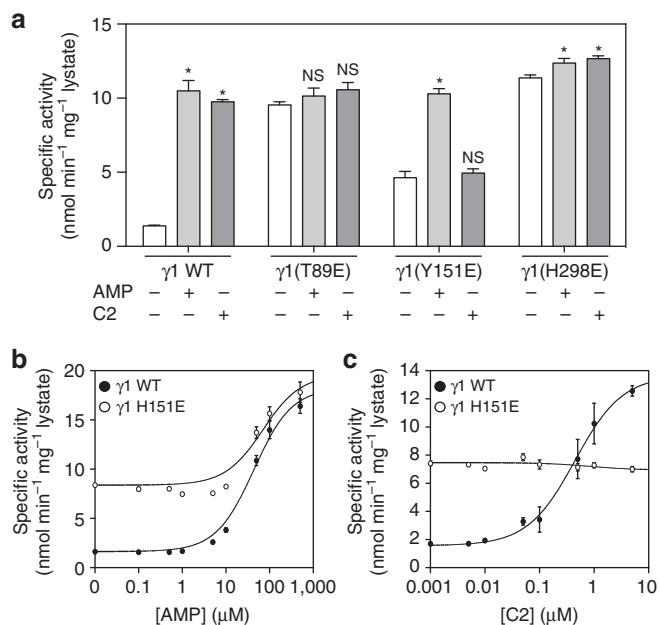 a
Specific activity
(nmol min⁻¹ mg⁻¹ lystate)
15
10
5
0
* * NS NS * NS * *
γ1 WT γ1(T89E) γ1(Y151E) γ1(H298E)
AMP – + – – + – – + – – + –
C2 – – + – – + – – + – – +
b
Specific activity
(nmol min⁻¹ mg⁻¹ lystate)
20
15
10
5
0
γ1 WT
γ1 H151E
0 0.1 1 10 100 1,000
[AMP] (μM)
c
Specific activity
(nmol min⁻¹ mg⁻¹ lystate)
14
12
10
8
6
4
2
0
γ1 WT
γ1 H151E
0.001 0.01 0.1 1 10
[C2] (μM)